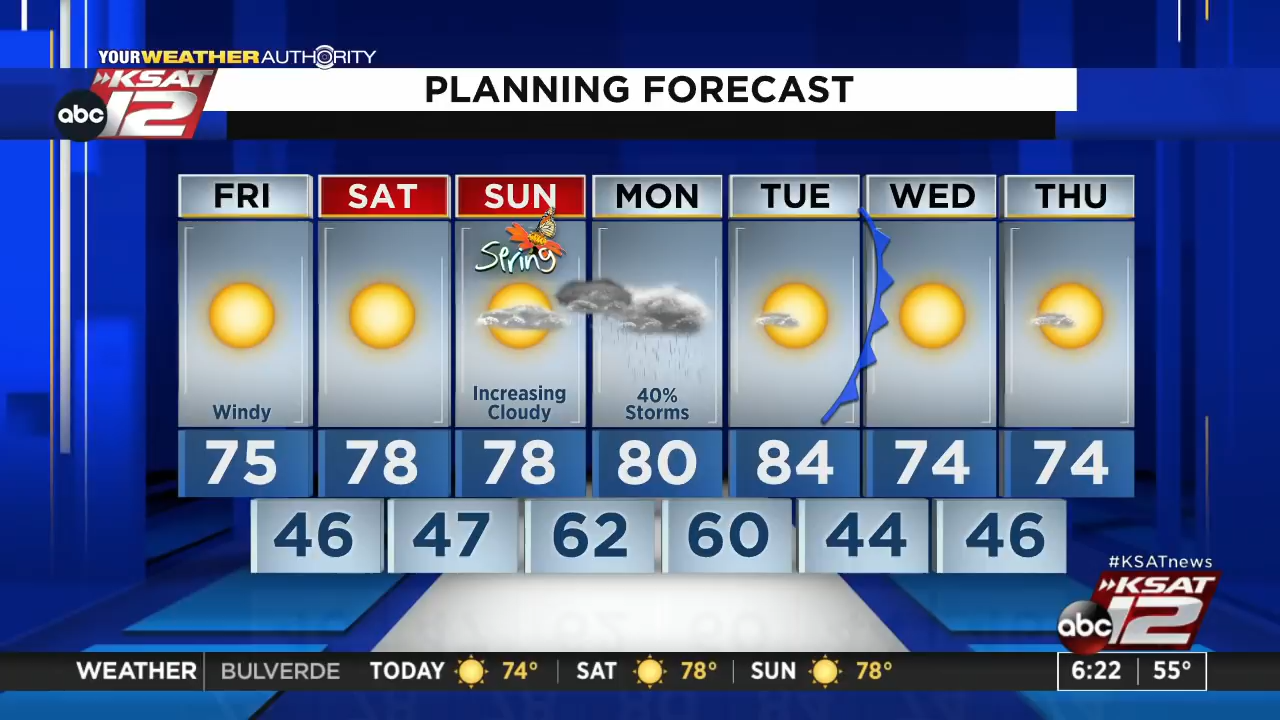 YOURWEATHERAUTHORITY
KSAT
abc 12
PLANNING FORECAST
FRI SAT SUN MON TUE WED THU
Spring
Windy
Increasing
Cloudy
40%
Storms
75 78 78 80 84 74 74
46 47 62 60 44 46
#KSATnews
KSAT
abc 12
WEATHER BULVERDE TODAY 74° SAT 78° SUN 78° 6:22 55°